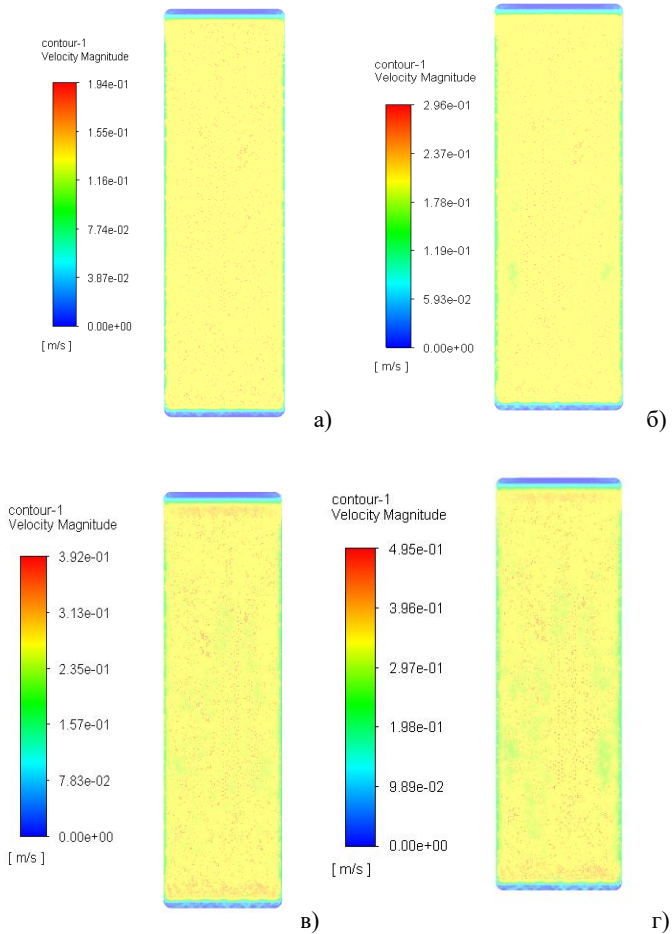 contour-1
Velocity Magnitude
1.94e-01
1.55e-01
1.16e-01
7.74e-02
3.87e-02
0.00e+00
[ m/s ]
а)
contour-1
Velocity Magnitude
2.96e-01
2.37e-01
1.78e-01
1.19e-01
5.93e-02
0.00e+00
[ m/s ]
б)
contour-1
Velocity Magnitude
3.92e-01
3.13e-01
2.35e-01
1.57e-01
7.83e-02
0.00e+00
[ m/s ]
в)
contour-1
Velocity Magnitude
4.95e-01
3.96e-01
2.97e-01
1.98e-01
9.89e-02
0.00e+00
[ m/s ]
г)